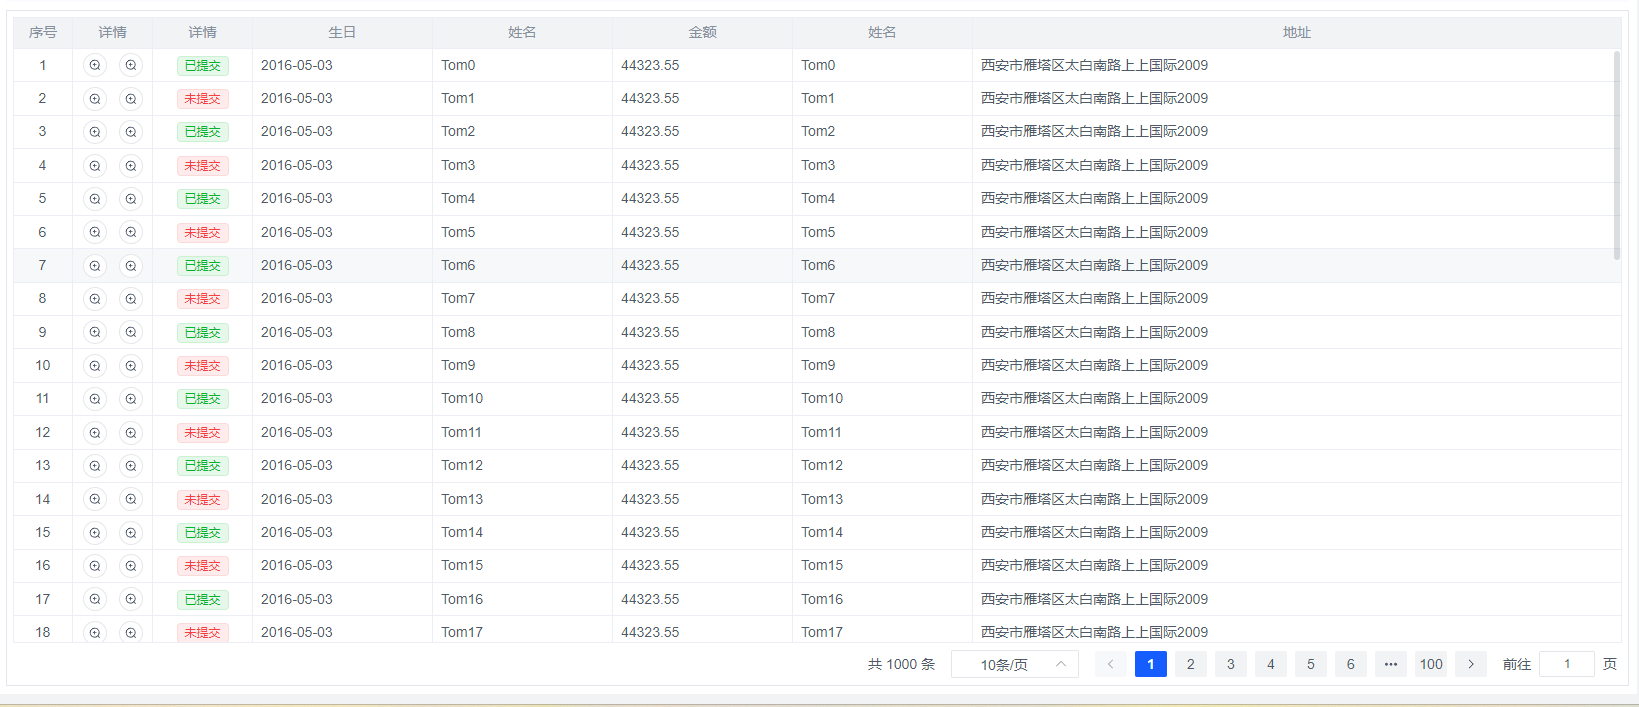 序号 详情 详情 生日 姓名 金额 姓名 地址
1 已提交 2016-05-03 Tom0 44323.55 Tom0 西安市雁塔区太白南路上上国际2009
2 未提交 2016-05-03 Tom1 44323.55 Tom1 西安市雁塔区太白南路上上国际2009
3 已提交 2016-05-03 Tom2 44323.55 Tom2 西安市雁塔区太白南路上上国际2009
4 未提交 2016-05-03 Tom3 44323.55 Tom3 西安市雁塔区太白南路上上国际2009
5 已提交 2016-05-03 Tom4 44323.55 Tom4 西安市雁塔区太白南路上上国际2009
6 未提交 2016-05-03 Tom5 44323.55 Tom5 西安市雁塔区太白南路上上国际2009
7 已提交 2016-05-03 Tom6 44323.55 Tom6 西安市雁塔区太白南路上上国际2009
8 未提交 2016-05-03 Tom7 44323.55 Tom7 西安市雁塔区太白南路上上国际2009
9 已提交 2016-05-03 Tom8 44323.55 Tom8 西安市雁塔区太白南路上上国际2009
10 未提交 2016-05-03 Tom9 44323.55 Tom9 西安市雁塔区太白南路上上国际2009
11 已提交 2016-05-03 Tom10 44323.55 Tom10 西安市雁塔区太白南路上上国际2009
12 未提交 2016-05-03 Tom11 44323.55 Tom11 西安市雁塔区太白南路上上国际2009
13 已提交 2016-05-03 Tom12 44323.55 Tom12 西安市雁塔区太白南路上上国际2009
14 未提交 2016-05-03 Tom13 44323.55 Tom13 西安市雁塔区太白南路上上国际2009
15 已提交 2016-05-03 Tom14 44323.55 Tom14 西安市雁塔区太白南路上上国际2009
16 未提交 2016-05-03 Tom15 44323.55 Tom15 西安市雁塔区太白南路上上国际2009
17 已提交 2016-05-03 Tom16 44323.55 Tom16 西安市雁塔区太白南路上上国际2009
18 未提交 2016-05-03 Tom17 44323.55 Tom17 西安市雁塔区太白南路上上国际2009
共 1000 条 10条/页 1 2 3 4 5 6 ••• 100 前往 1 页